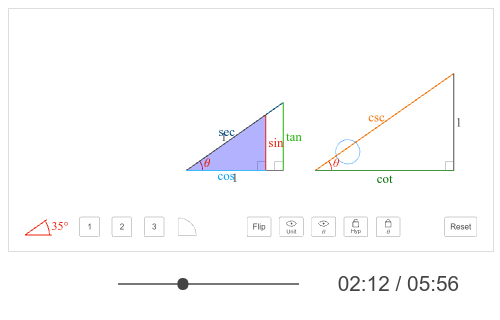 sec
1
csc
1
sin
tan
θ
θ
cos
1
cot
35°
1
2
3
Flip
Unit
θ
Hyp
θ
Reset
02:12 / 05:56